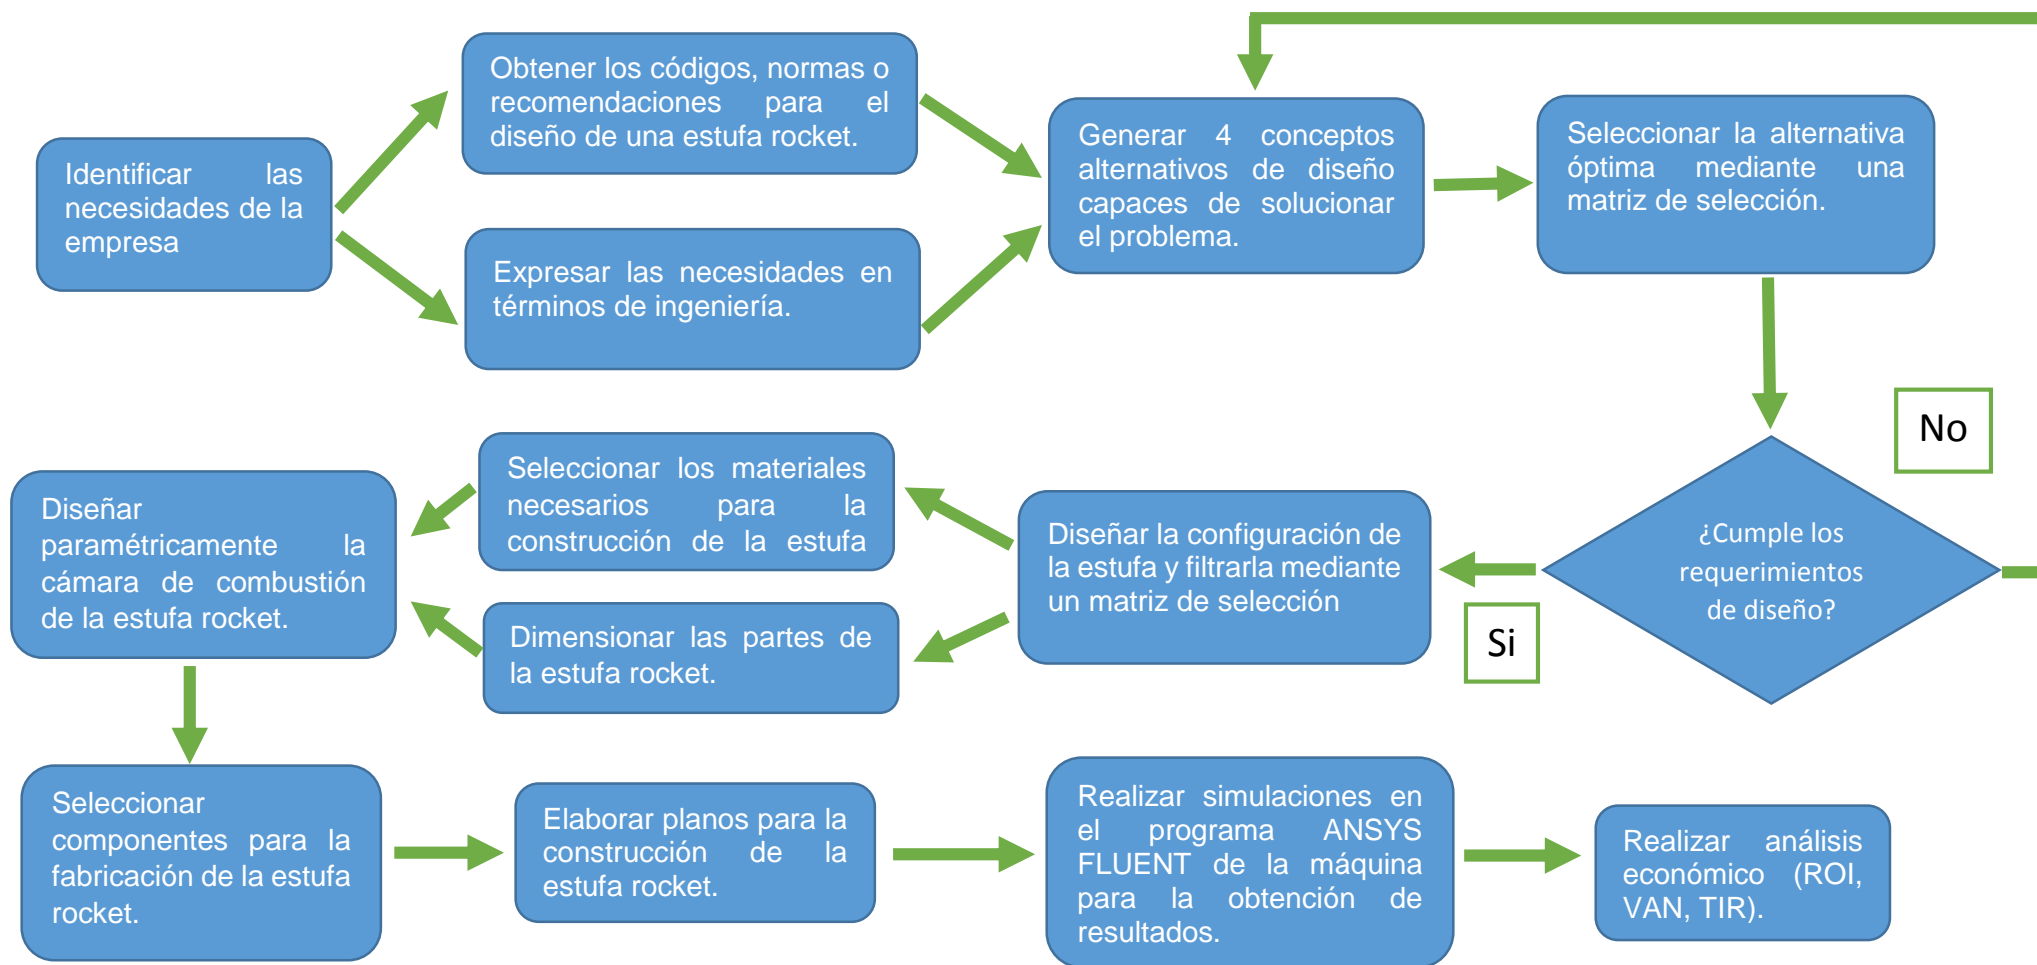 Identificar las
necesidades de la
empresa
Obtener los códigos, normas o
recomendaciones para el
diseño de una estufa rocket.
Expresar las necesidades en
términos de ingeniería.
Generar 4 conceptos
alternativos de diseño
capaces de solucionar
el problema.
Seleccionar la alternativa
óptima mediante una
matriz de selección.
No
¿Cumple los
requerimientos
de diseño?
Si
Diseñar la configuración de
la estufa y filtrarla mediante
un matriz de selección
Seleccionar los materiales
necesarios para la
construcción de la estufa
Dimensionar las partes de
la estufa rocket.
Diseñar
paramétricamente la
cámara de combustión
de la estufa rocket.
Seleccionar
componentes para la
fabricación de la estufa
rocket.
Elaborar planos para la
construcción de la
estufa rocket.
Realizar simulaciones en
el programa ANSYS
FLUENT de la máquina
para la obtención de
resultados.
Realizar análisis
económico (ROI,
VAN, TIR).